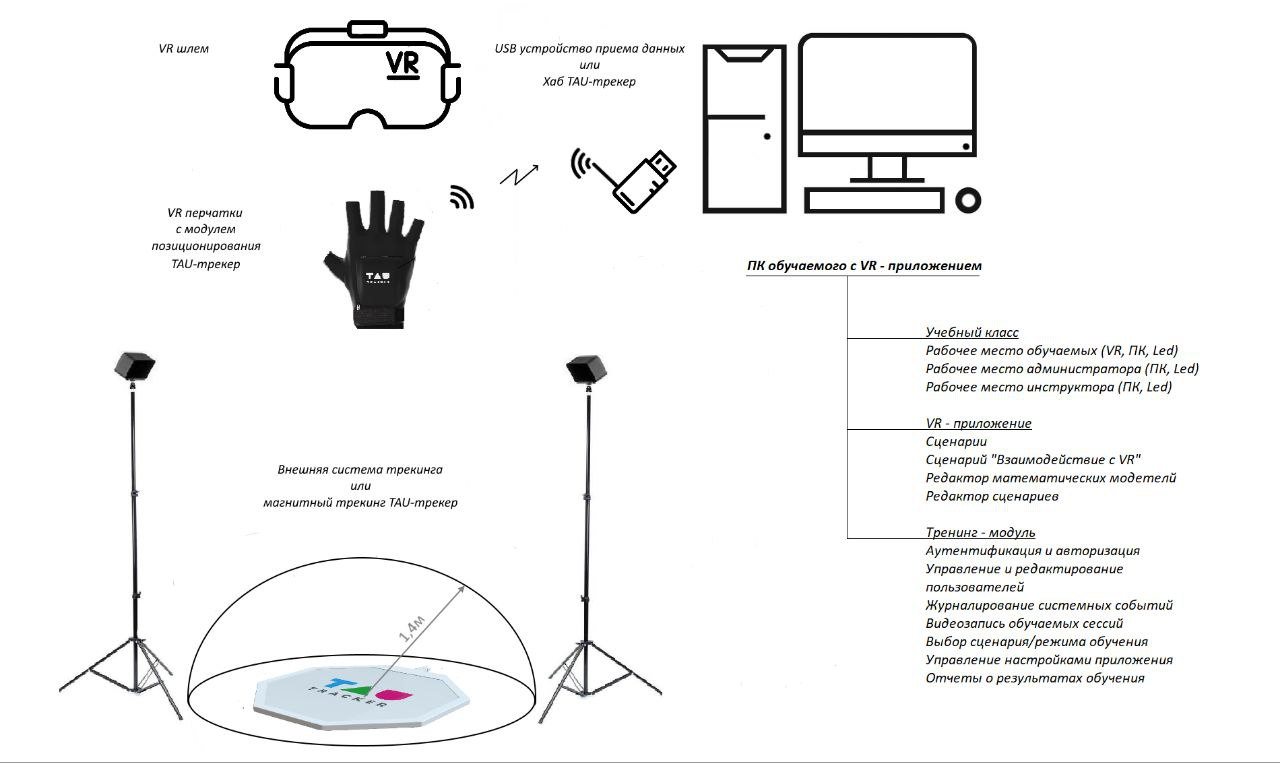 VR шлем
VR
USB устройство приема данных
или
Хаб TAU-трекер
VR перчатки
с модулем
позиционирования
TAU-трекер
TAU
TRACKER
ПК обучаемого с VR - приложением
Учебный класс
Рабочее место обучаемых (VR, ПК, Led)
Рабочее место администратора (ПК, Led)
Рабочее место инструктора (ПК, Led)
VR - приложение
Сценарии
Сценарий "Взаимодействие с VR"
Редактор математических модетелй
Редактор сценариев
Тренинг - модуль
Аутентификация и авторизация
Управление и редактирование
пользователей
Журналирование системных событий
Видеозапись обучаемых сессий
Выбор сценария/режима обучения
Управление настройками приложения
Отчеты о результатах обучения
Внешняя система трекинга
или
магнитный трекинг TAU-трекер
1,4м
TAU
TRACKER